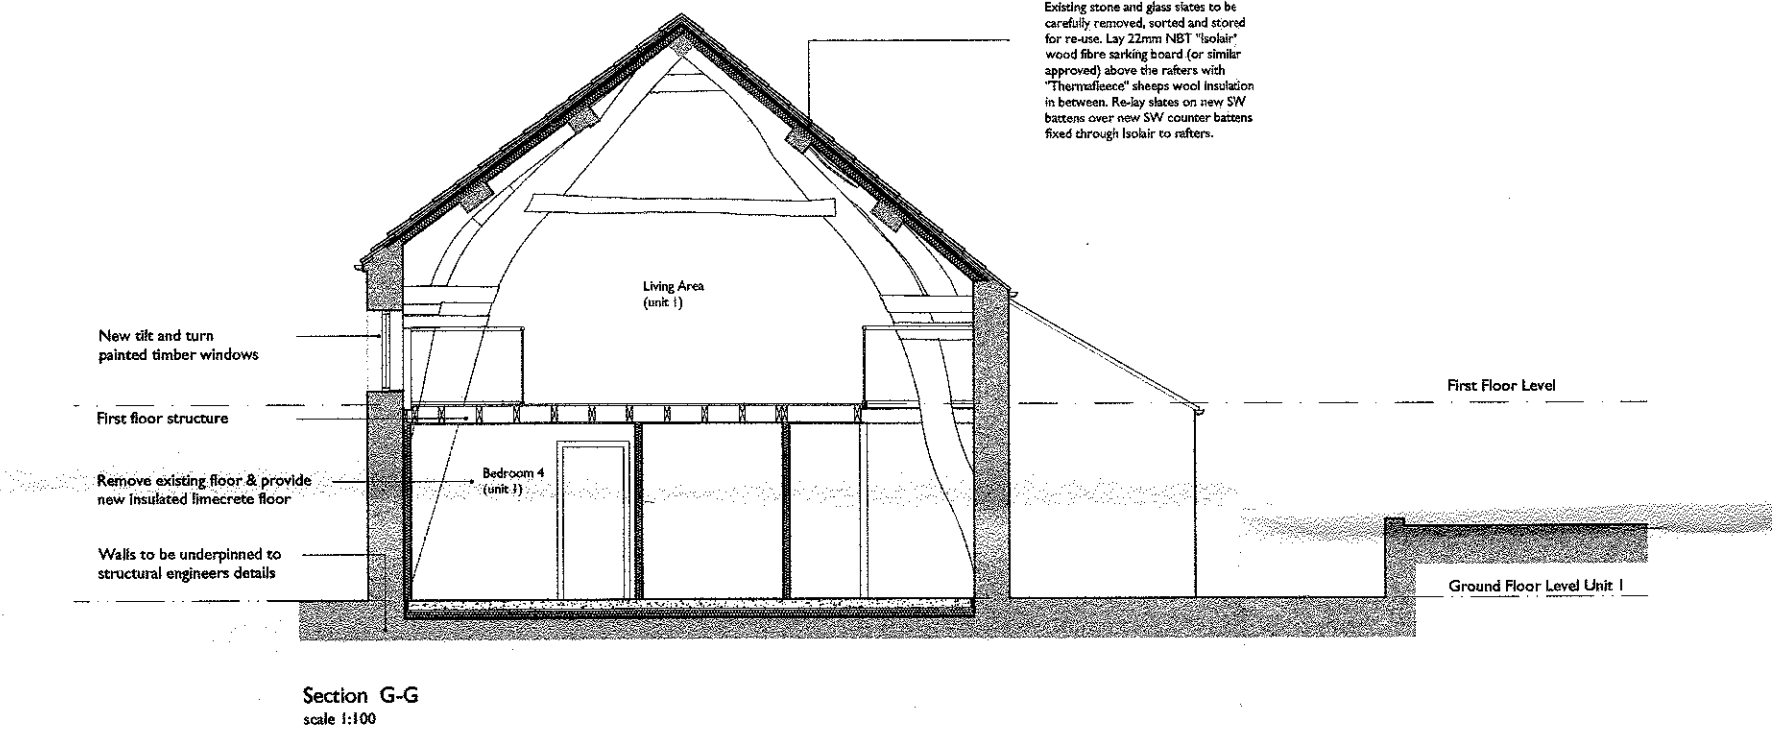 Existing stone and glass slates to be
carefully removed, sorted and stored
for re-use. Lay 22mm NBT "Isolair"
wood fibre sarking board (or similar
approved) above the rafters with
"Thermafleece" sheeps wool insulation
in between. Re-lay slates on new SW
battens over new SW counter battens
fixed through Isolair to rafters.
Living Area
(unit 1)
New tilt and turn
painted timber windows
First Floor Level
First floor structure
Bedroom 4
(unit 1)
Remove existing floor & provide
new insulated limecrete floor
Walls to be underpinned to
structural engineers details
Ground Floor Level Unit 1
Section G-G
scale 1:100